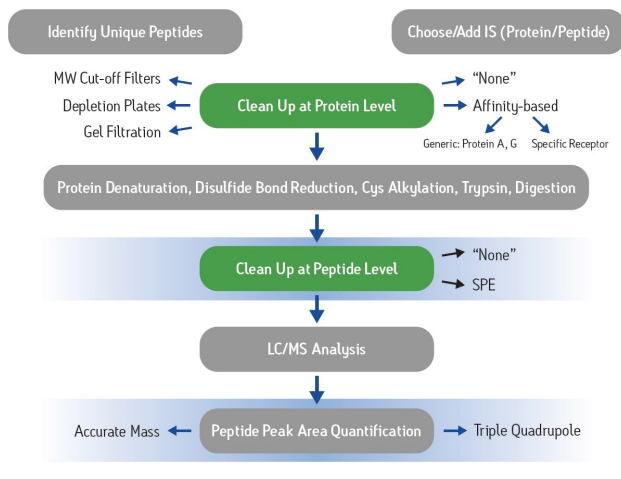 Identify Unique Peptides
Choose/Add IS (Protein/Peptide)
MW Cut-off Filters
Depletion Plates
Gel Filtration
Clean Up at Protein Level
“None”
Affinity-based
Generic: Protein A, G
Specific Receptor
Protein Denaturation, Disulfide Bond Reduction, Cys Alkylation, Trypsin, Digestion
Clean Up at Peptide Level
“None”
SPE
LC/MS Analysis
Accurate Mass
Peptide Peak Area Quantification
Triple Quadrupole